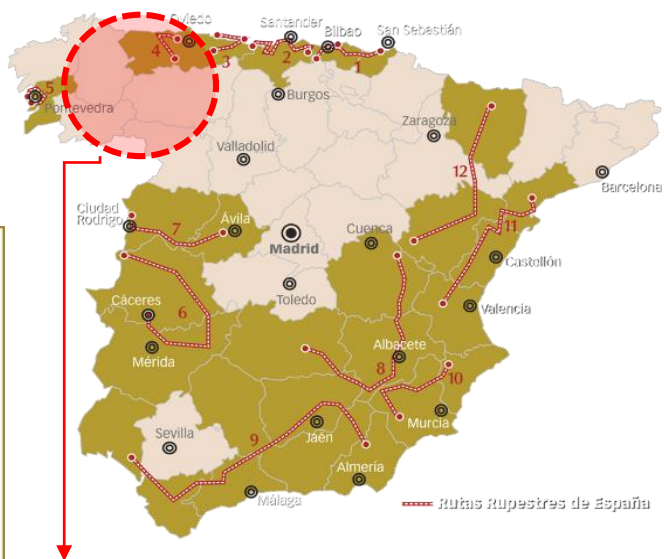 Oviedo
Santander
Bilbao
San Sebastián
4
3
2
1
5
Pontevedra
Burgos
Valladolid
Zaragoza
12
Barcelona
Ciudad
Rodrigo
7
Ávila
Madrid
Cuenca
11
Castellón
Toledo
Cáceres
6
Valencia
Mérida
Albacete
8
10
Murcia
Sevilla
9
Jaén
Almería
Málaga
Rutas Rupestres de España